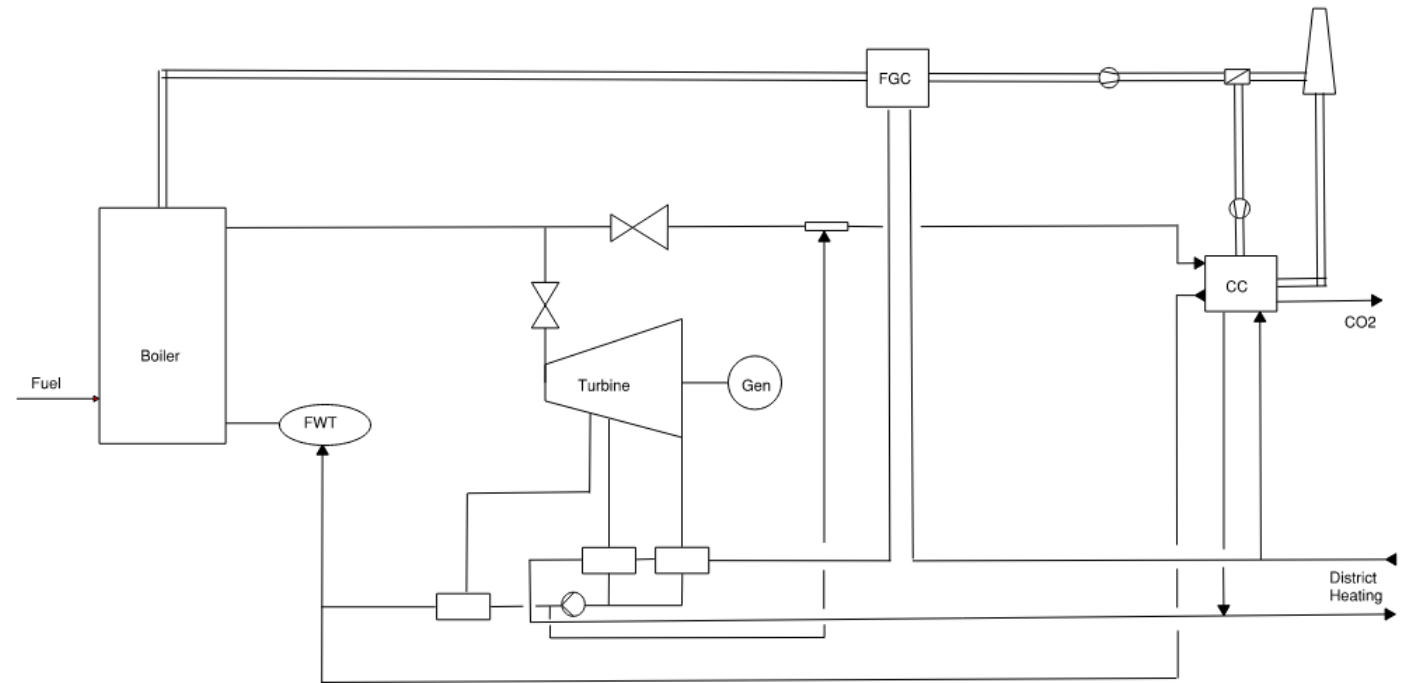 FGC
CC
CO2
Boiler
Fuel
Turbine
Gen
FWT
District
Heating